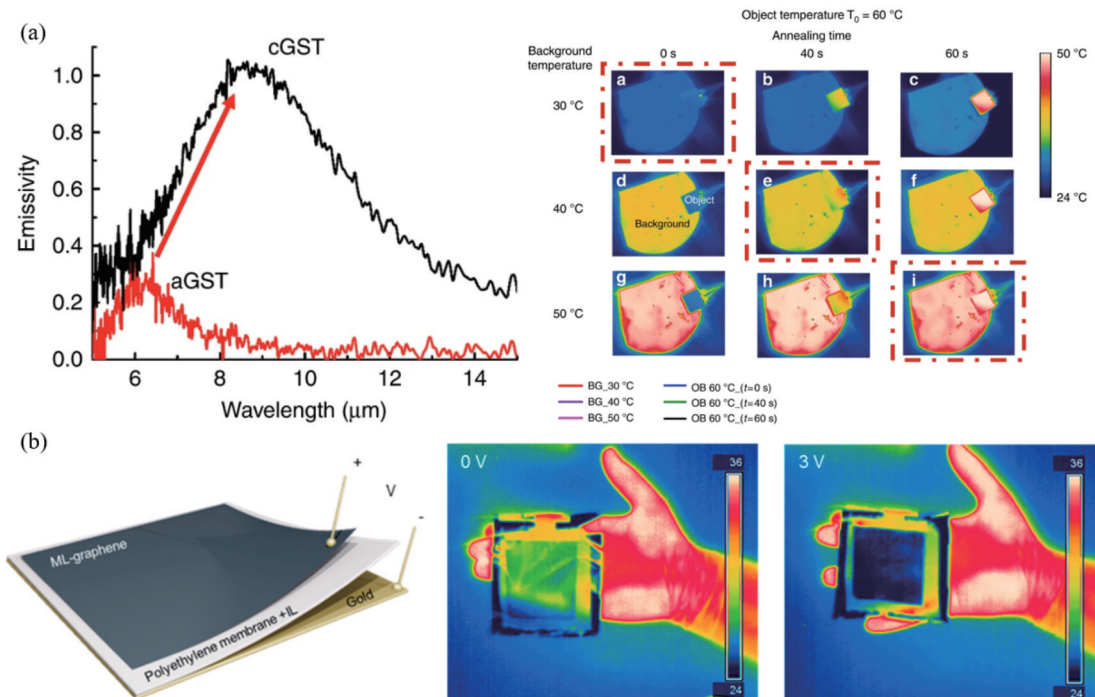 (a)
cGST
aGST
Emissivity
1.0
0.8
0.6
0.4
0.2
0.0
6 8 10 12 14
Wavelength (μm)
Object temperature T₀ = 60 °C
Annealing time
Background temperature
0 s 40 s 60 s
30 °C
a b c
40 °C
d e f
Object
Background
50 °C
g h i
50 °C
24 °C
BG_30 °C OB 60 °C_(t=0 s)
BG_40 °C OB 60 °C_(t=40 s)
BG_50 °C OB 60 °C_(t=60 s)
(b)
+
V
-
ML-graphene
Polyethylene membrane +IL
Gold
0 V
36
24
3 V
36
24